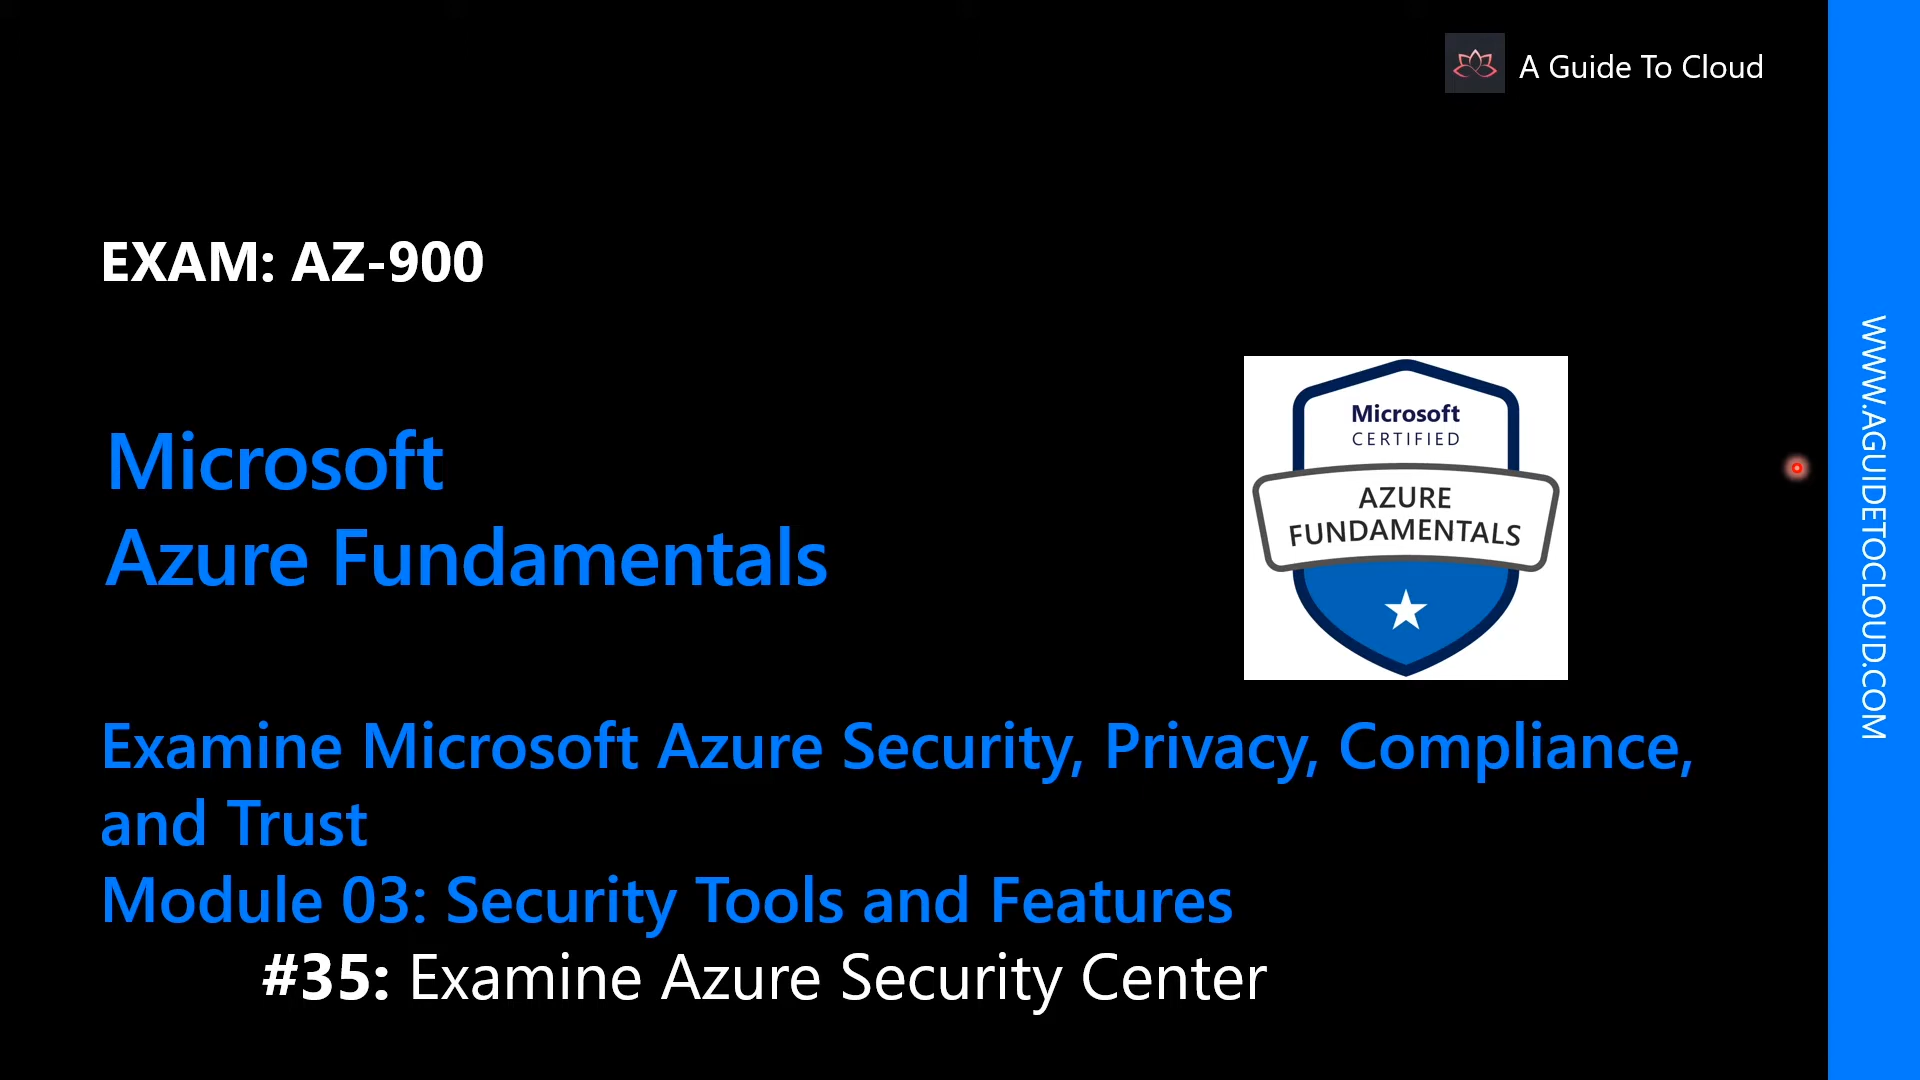 A Guide To Cloud
EXAM: AZ-900
Microsoft
Azure Fundamentals
Microsoft
CERTIFIED
AZURE
FUNDAMENTALS
Examine Microsoft Azure Security, Privacy, Compliance,
and Trust
Module 03: Security Tools and Features
#35: Examine Azure Security Center
WWW.AGUIDETOCLOUD.COM